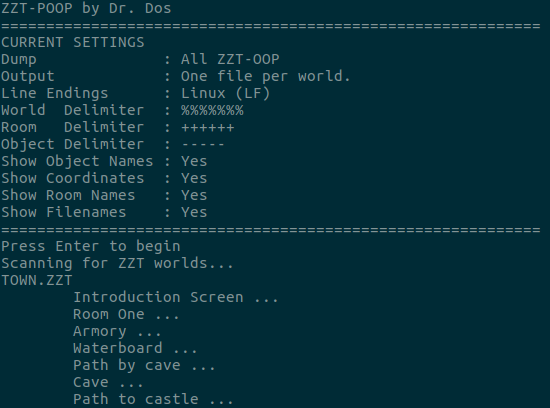 ZZT-POOP by Dr. Dos
============================================================
CURRENT SETTINGS
Dump               : All ZZT-OOP
Output             : One file per world.
Line Endings       : Linux (LF)
World  Delimiter   : %%%%%%%
Room   Delimiter   : ++++++
Object Delimiter   : -----
Show Object Names  : Yes
Show Coordinates   : Yes
Show Room Names    : Yes
Show Filenames     : Yes
============================================================
Press Enter to begin
Scanning for ZZT worlds...
TOWN.ZZT
        Introduction Screen ...
        Room One ...
        Armory ...
        Waterboard ...
        Path by cave ...
        Cave ...
        Path to castle ...